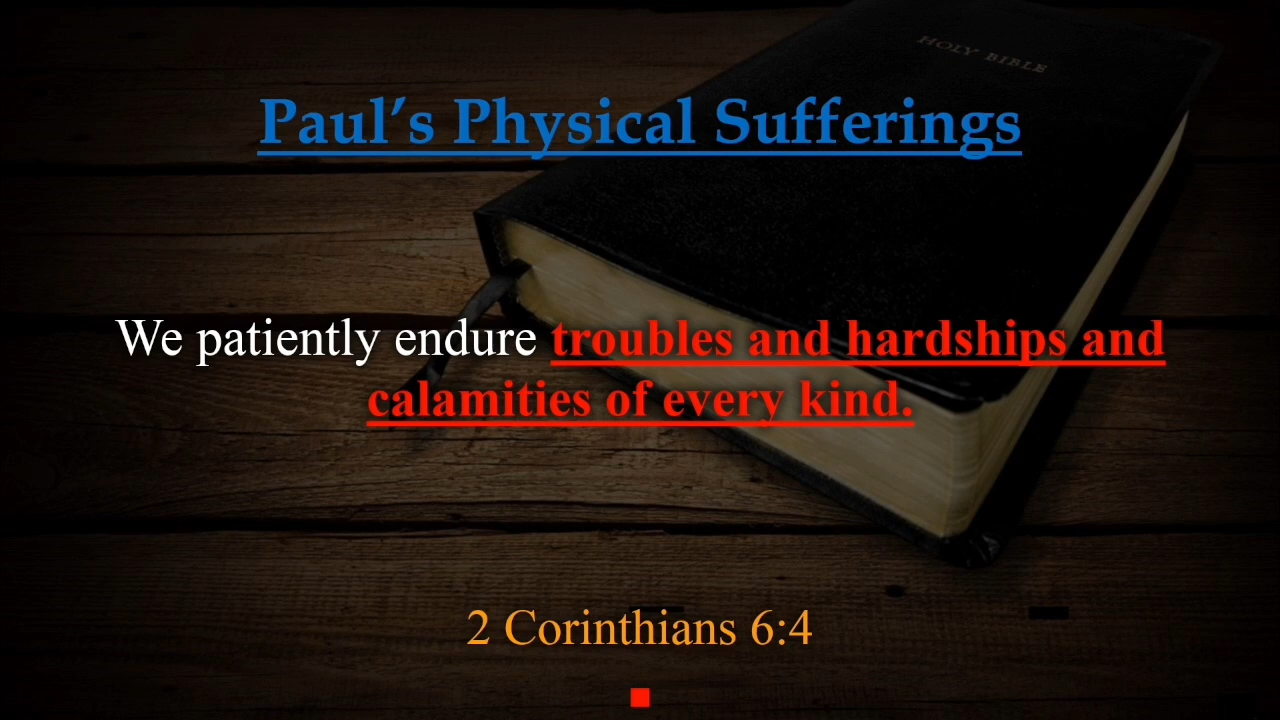 HOLY BIBLE
Paul’s Physical Sufferings
We patiently endure troubles and hardships and
calamities of every kind.
2 Corinthians 6:4